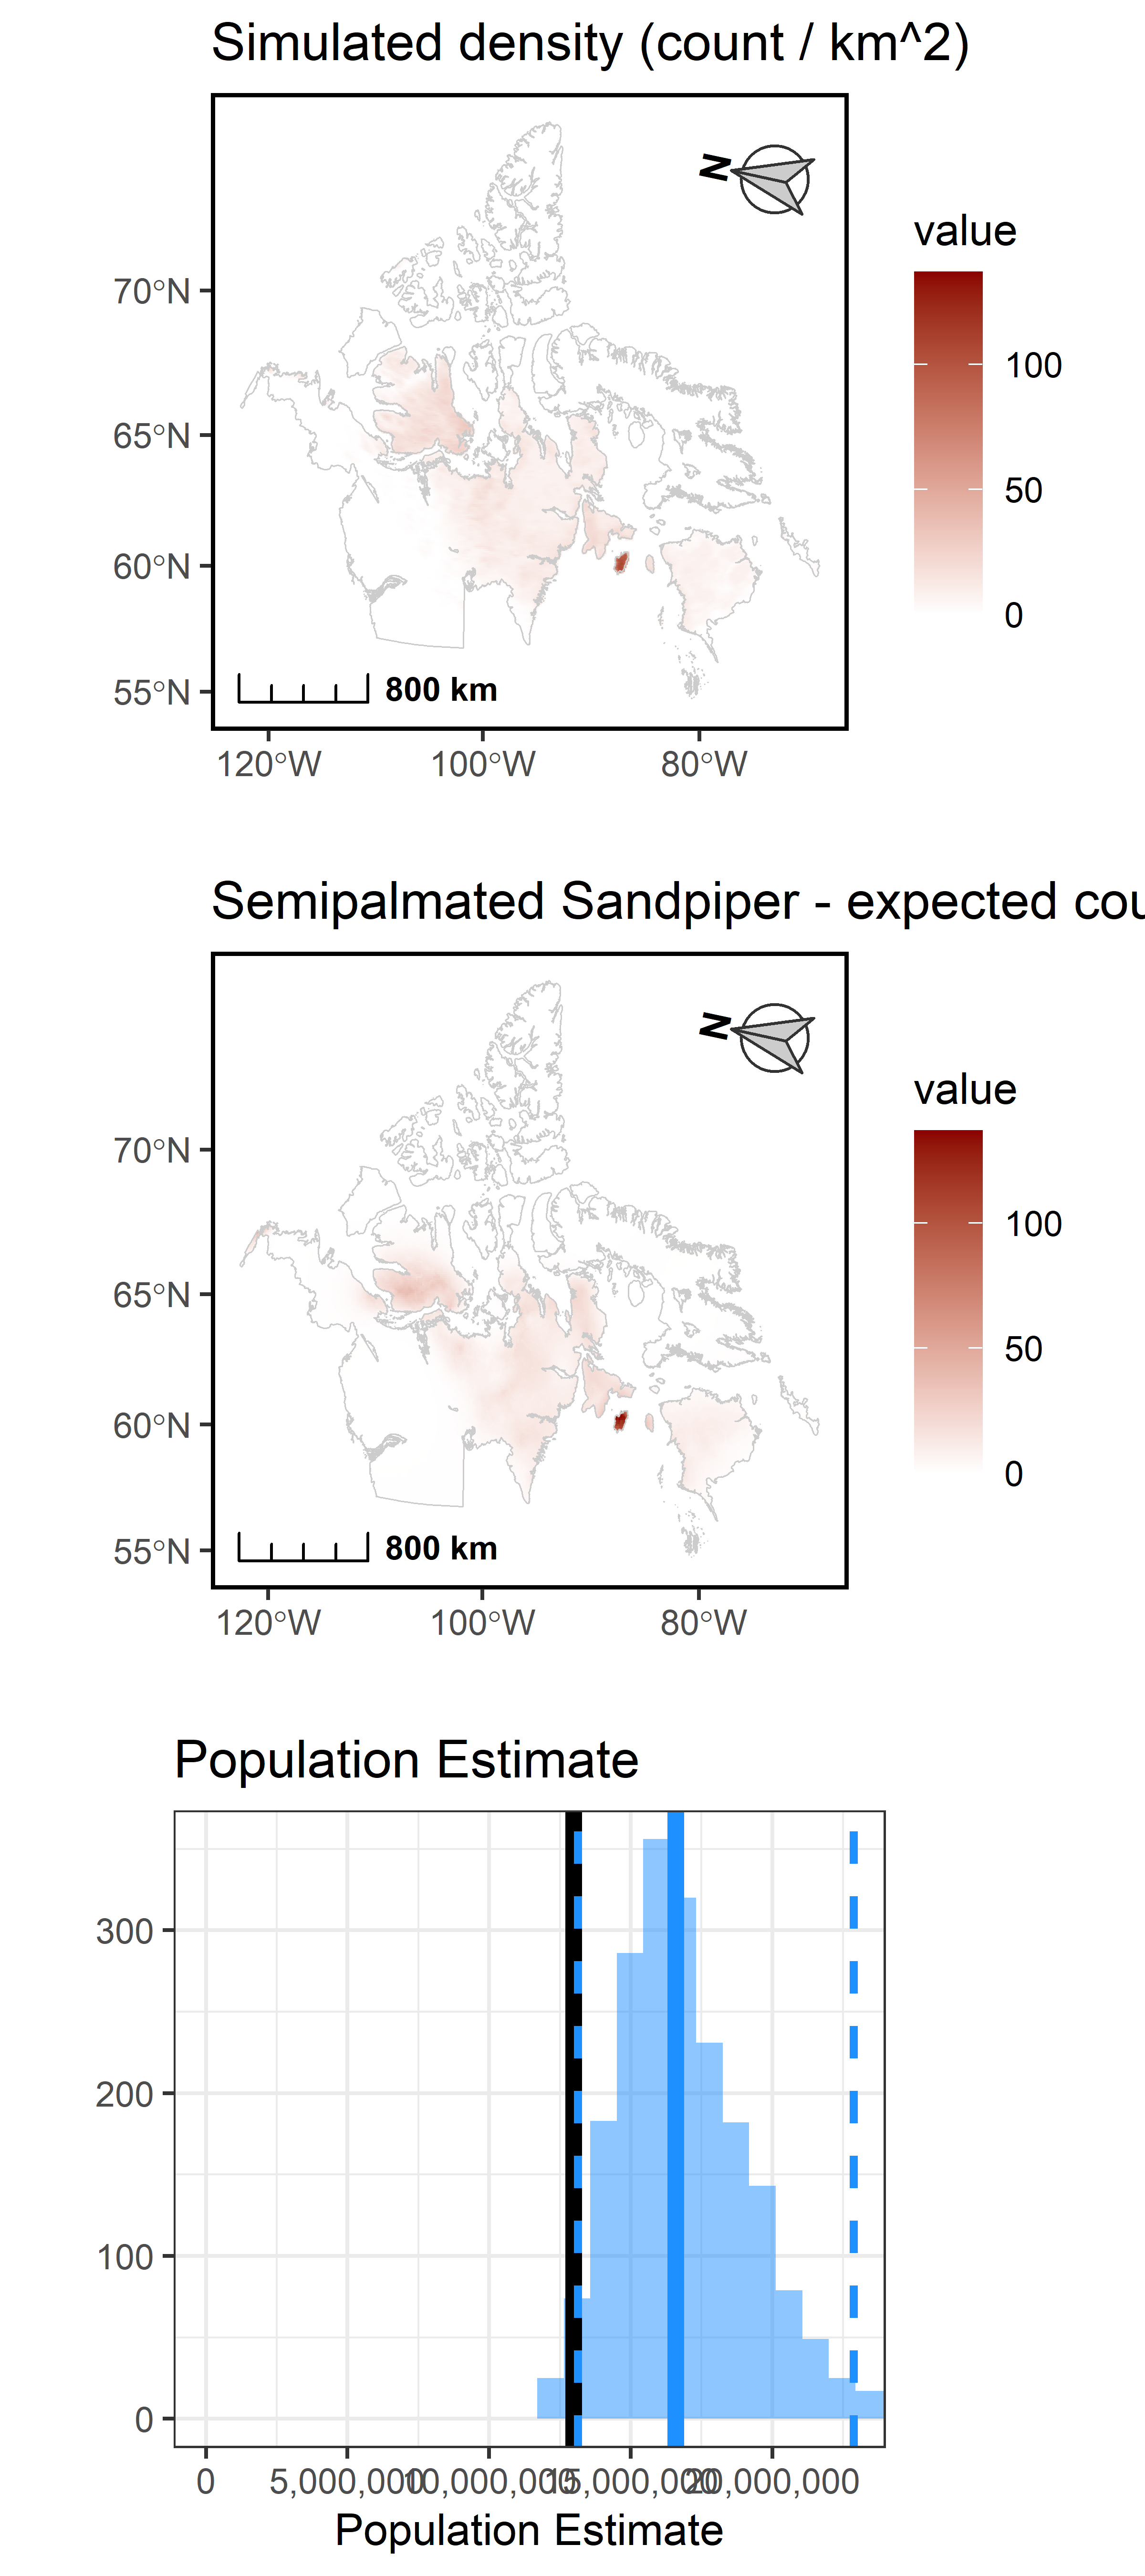 Simulated density (count / km^2)
N
70°N
65°N
60°N
55°N
800 km
120°W 100°W 80°W
value
100
50
0
Semipalmated Sandpiper - expected cou
N
70°N
65°N
60°N
55°N
800 km
120°W 100°W 80°W
value
100
50
0
Population Estimate
300
200
100
0
0 5,000,000 10,000,000 15,000,000 20,000,000
Population Estimate